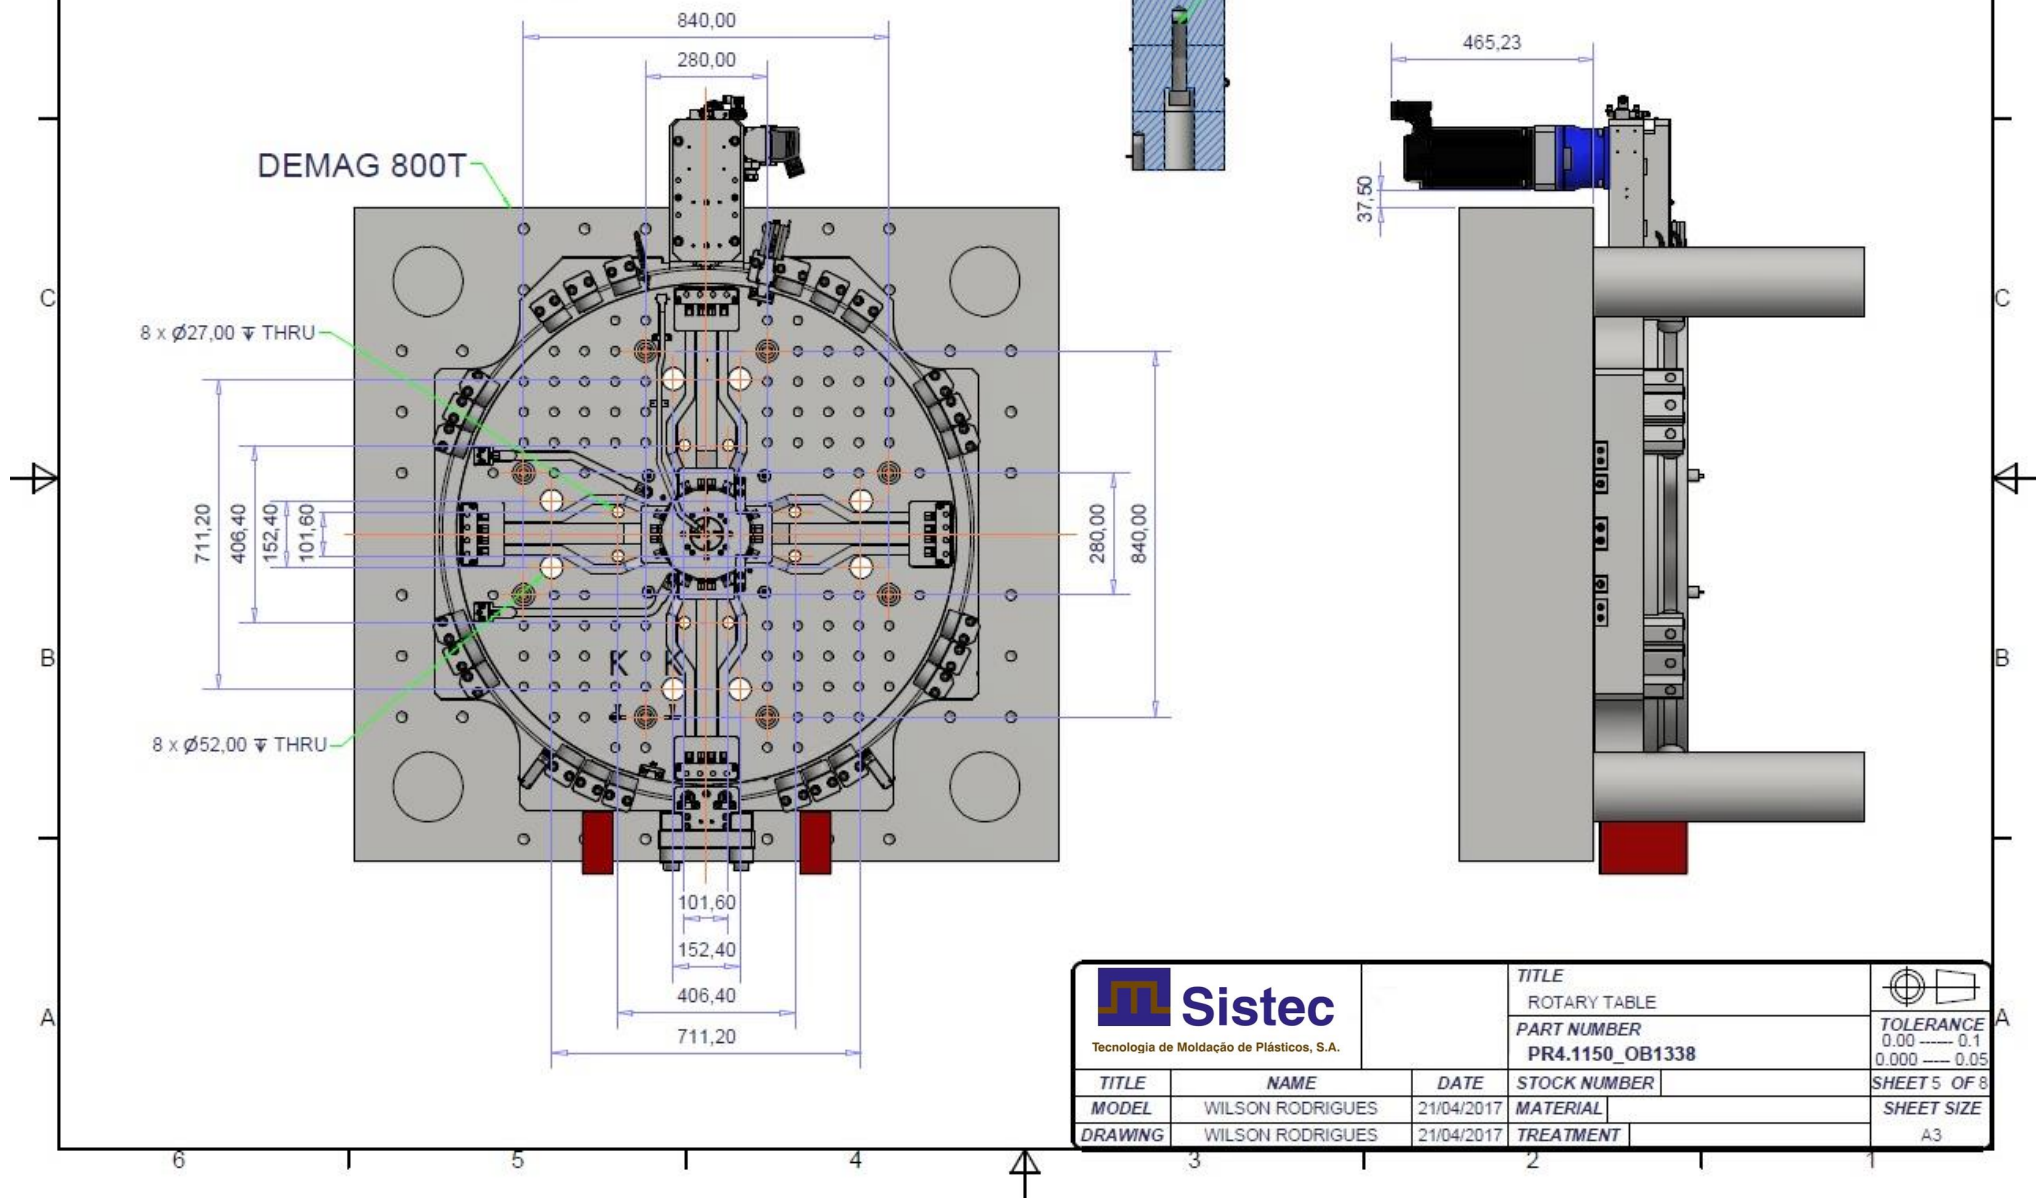 840,00
280,00
465,23
37,50
DEMAG 800T
C
C
8 x Ø27,00 ↧ THRU
711,20
406,40
152,40
101,60
280,00
840,00
K K
B
B
8 x Ø52,00 ↧ THRU
101,60
152,40
406,40
711,20
A
A
Sistec
Tecnologia de Moldação de Plásticos, S.A.
TITLE
ROTARY TABLE
PART NUMBER
PR4.1150_OB1338
TOLERANCE
0.00 ------ 0.1
0.000 ----- 0.05
TITLE NAME DATE STOCK NUMBER SHEET 5 OF 8
MODEL WILSON RODRIGUES 21/04/2017 MATERIAL SHEET SIZE
DRAWING WILSON RODRIGUES 21/04/2017 TREATMENT A3
6 5 4 3 2 1